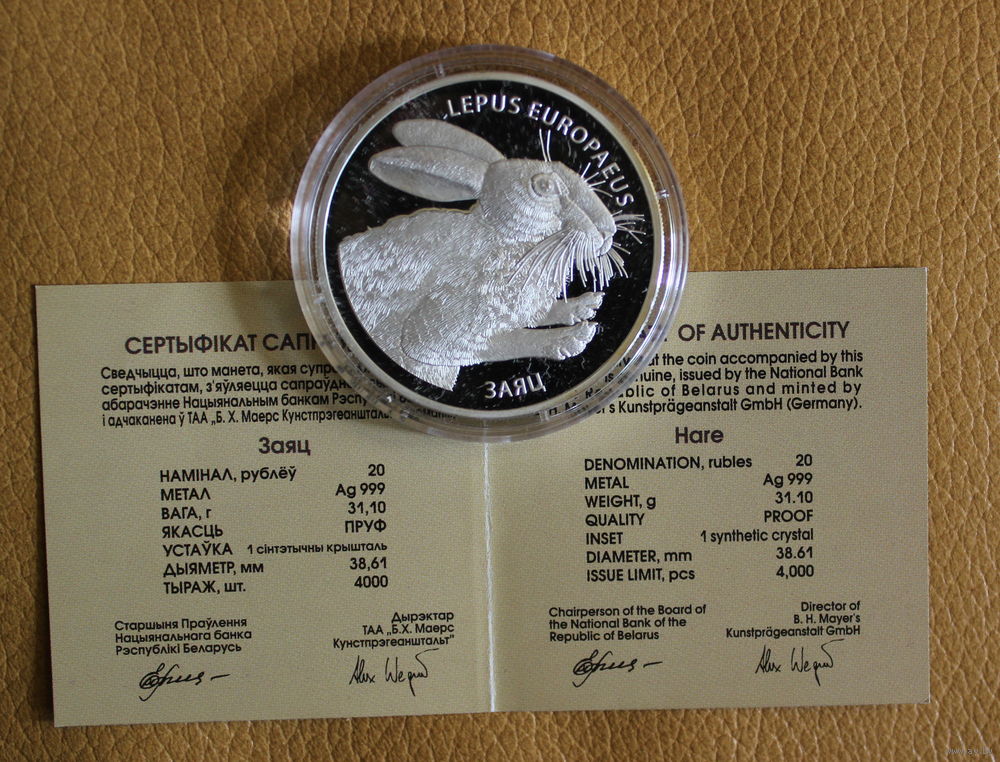 LEPUS EUROPAEUS
ЗАЯЦ
СЕРТЫФІКАТ
Сведчыцца, што манета, якая
сертыфікатам, з'яўляецца
абарачэнне Нацыянальным банкам
і адчаканена ў ТАА „Б. Х. Маерс
Заяц
НАМІНАЛ, рублёў 20
МЕТАЛ Ag 999
ВАГА, г 31,10
ЯКАСЦЬ ПРУФ
УСТАЎКА 1 сінтэтычны крышталь
ДЫЯМЕТР, мм 38,61
ТЫРАЖ, шт. 4000
Старшыня Праўлення
Нацыянальнага банка
Рэспублікі Беларусь
Дырэктар
ТАА „Б.Х. Маерс
Кунстпрэгеанштальт"
OF AUTHENTICITY
the coin accompanied by this
issued by the National Bank
of Belarus and minted by
Kunstprägeanstalt GmbH (Germany).
Hare
DENOMINATION, rubles 20
METAL Ag 999
WEIGHT, g 31.10
QUALITY PROOF
INSET 1 synthetic crystal
DIAMETER, mm 38.61
ISSUE LIMIT, pcs 4,000
Chairperson of the Board of
the National Bank of the
Republic of Belarus
Director of
B. H. Mayer's
Kunstprägeanstalt GmbH